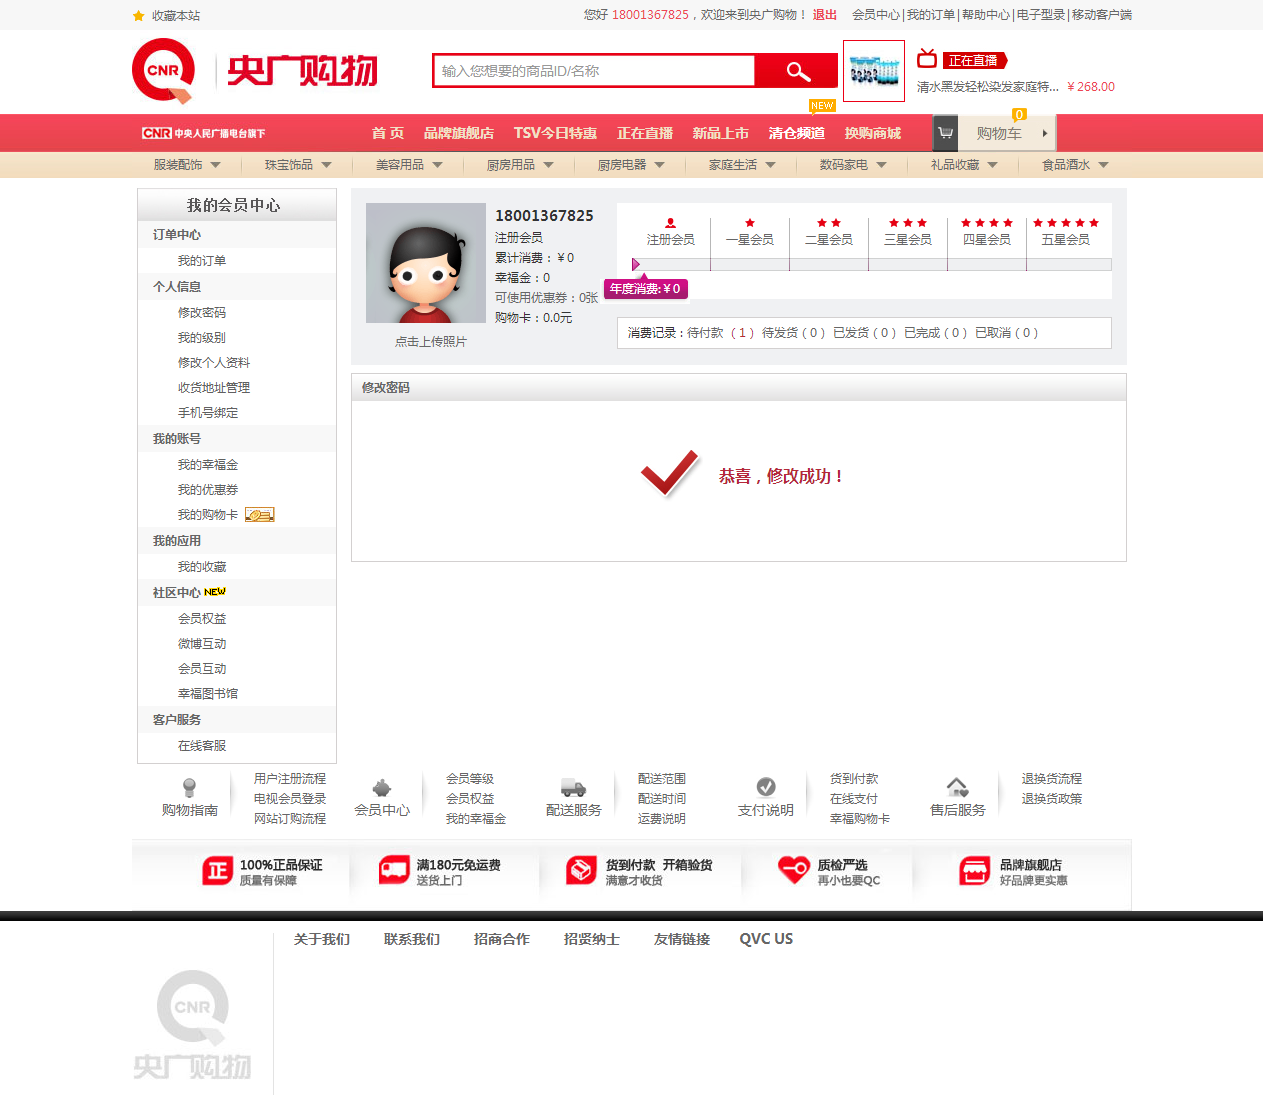 收藏本站
您好 18001367825，欢迎来到央广购物！ 退出 会员中心|我的订单|帮助中心|电子型录|移动客户端
CNR 央广购物
输入您想要的商品ID/名称
正在直播
清水黑发轻松染发家庭特... ￥268.00
NEW
0
CNR 中央人民广播电台旗下
首 页 品牌旗舰店 TSV今日特惠 正在直播 新品上市 清仓频道 换购商城
购物车
服装配饰 珠宝饰品 美容用品 厨房用品 厨房电器 家庭生活 数码家电 礼品收藏 食品酒水
我的会员中心
订单中心
我的订单
个人信息
修改密码
我的级别
修改个人资料
收货地址管理
手机号绑定
我的账号
我的幸福金
我的优惠券
我的购物卡
我的应用
我的收藏
社区中心 NEW
会员权益
微博互动
会员互动
幸福图书馆
客户服务
在线客服
18001367825
注册会员
累计消费：￥0
幸福金：0
可使用优惠券：0张
购物卡：0.0元
点击上传照片
注册会员 一星会员 二星会员 三星会员 四星会员 五星会员
年度消费:￥0
消费记录：待付款 （1） 待发货（0） 已发货（0） 已完成（0） 已取消（0）
修改密码
恭喜，修改成功！
购物指南
用户注册流程
电视会员登录
网站订购流程
会员中心
会员等级
会员权益
我的幸福金
配送服务
配送范围
配送时间
运费说明
支付说明
货到付款
在线支付
幸福购物卡
售后服务
退换货流程
退换货政策
正 100%正品保证
质量有保障
满180元免运费
送货上门
货到付款 开箱验货
满意才收货
质检严选
再小也要QC
品牌旗舰店
好品牌更实惠
关于我们 联系我们 招商合作 招贤纳士 友情链接 QVC US
CNR
央广购物